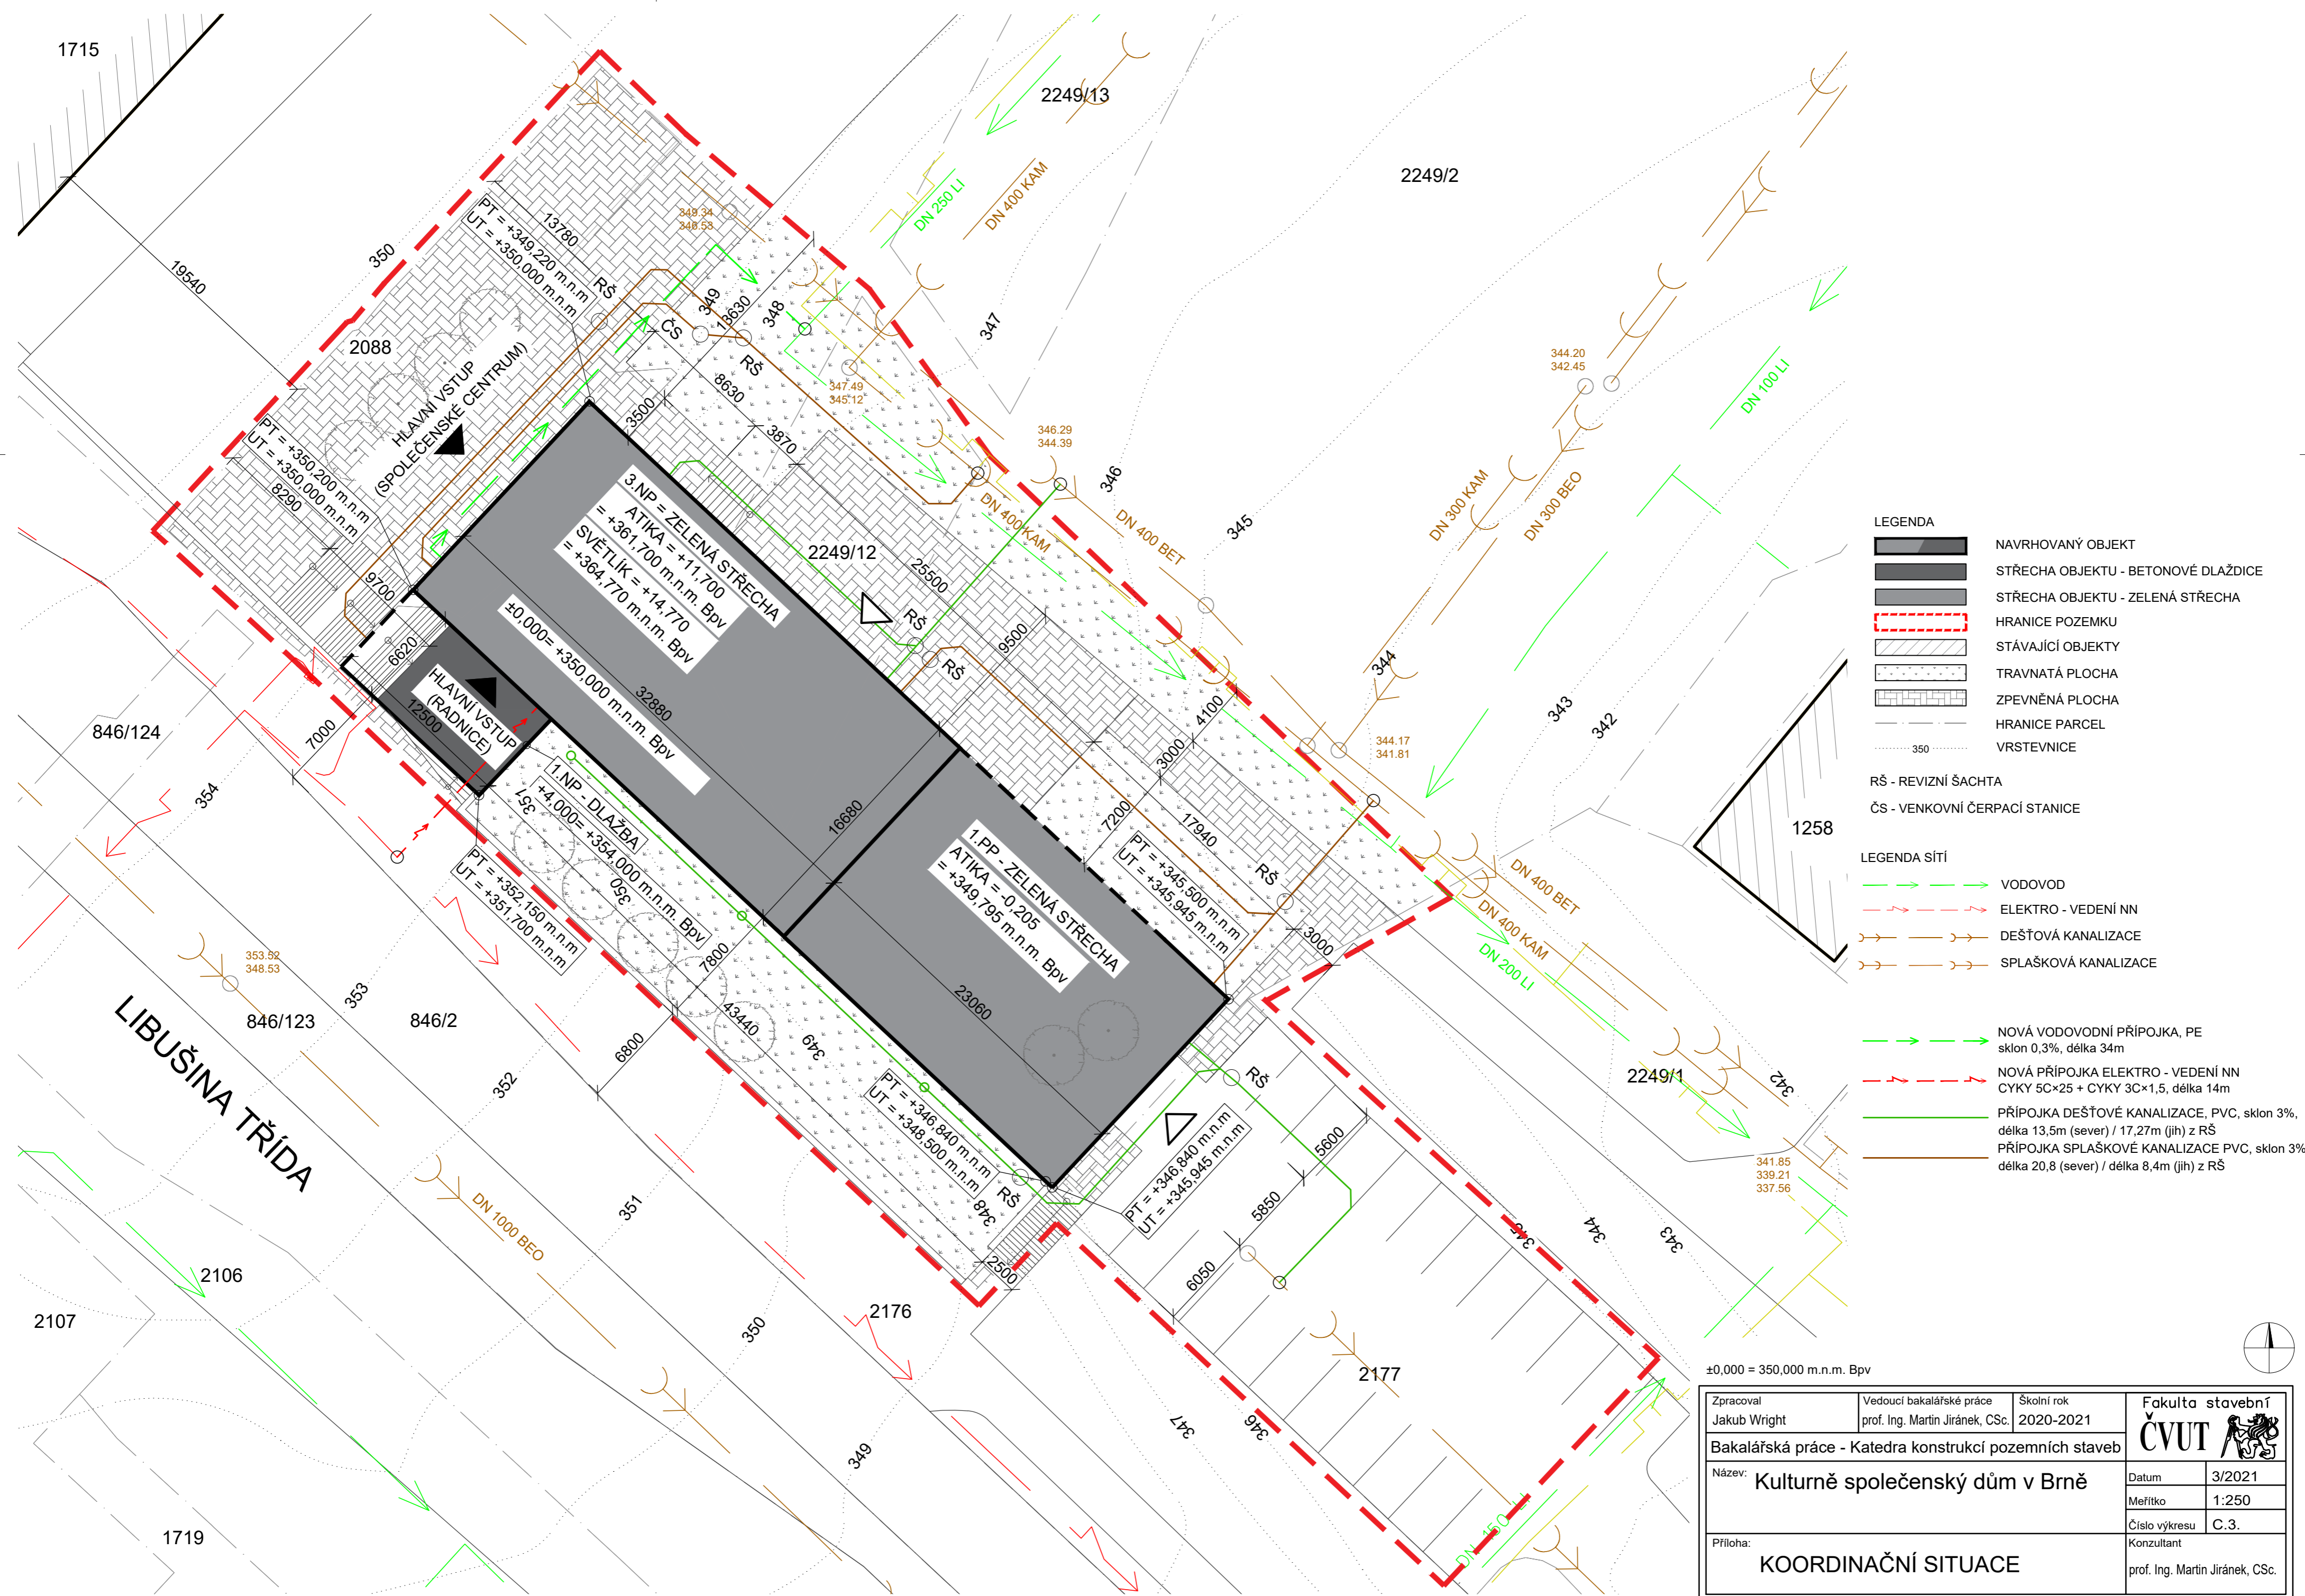 1715
2249/13
2249/2
DN 250 LI
DN 400 KAM
349.34
346.53
PT = +349,220 m.n.m
UT = +350,000 m.n.m
13780
RŠ
350
19540
2088
349
13630
348
347
ČS
RŠ
HLAVNÍ VSTUP
(SPOLEČENSKÉ CENTRUM)
8630
3500
3870
347.49
345.12
344.20
342.45
DN 100 LI
346.29
344.39
346
345
PT = +350,200 m.n.m
UT = +350,000 m.n.m
8290
9700
6620
3.NP = ZELENÁ STŘECHA
ATIKA = +11,700
= +361,700 m.n.m. Bpv
SVĚTLÍK = +14,770
= +364,770 m.n.m. Bpv
±0,000= +350,000 m.n.m. Bpv
2249/12
25500
DN 400 KAM
DN 400 BET
DN 300 KAM
DN 300 BEO
RŠ
RŠ
9500
32880
HLAVNÍ VSTUP
(RADNICE)
12500
7000
846/124
354
344
343
342
4100
3000
344.17
341.81
1258
1.NP - DLAŽBA
+4,000= +354,000 m.n.m. Bpv
351
350
16680
7200
17940
PT = +345,500 m.n.m
UT = +345,945 m.n.m
RŠ
3000
1.PP - ZELENÁ STŘECHA
ATIKA = -0,205
= +349,795 m.n.m. Bpv
DN 400 BET
DN 400 KAM
DN 200 LI
PT = +352,150 m.n.m
UT = +351,700 m.n.m
353.52
348.53
353
846/123
846/2
LIBUŠINA TŘÍDA
352
7800
43440
6800
23060
349
PT = +346,840 m.n.m
UT = +348,500 m.n.m
RŠ
348
2500
RŠ
PT = +346,840 m.n.m
UT = +345,945 m.n.m
5600
5850
6050
2249/1
342
341.85
339.21
337.56
345
344
343
DN 1000 BEO
351
350
349
2106
2107
2176
2177
347
346
1719
DN 150 LI
LEGENDA
NAVRHOVANÝ OBJEKT
STŘECHA OBJEKTU - BETONOVÉ DLAŽDICE
STŘECHA OBJEKTU - ZELENÁ STŘECHA
HRANICE POZEMKU
STÁVAJÍCÍ OBJEKTY
TRAVNATÁ PLOCHA
ZPEVNĚNÁ PLOCHA
HRANICE PARCEL
350 VRSTEVNICE
RŠ - REVIZNÍ ŠACHTA
ČS - VENKOVNÍ ČERPACÍ STANICE
LEGENDA SÍTÍ
VODOVOD
ELEKTRO - VEDENÍ NN
DEŠŤOVÁ KANALIZACE
SPLAŠKOVÁ KANALIZACE
NOVÁ VODOVODNÍ PŘÍPOJKA, PE
sklon 0,3%, délka 34m
NOVÁ PŘÍPOJKA ELEKTRO - VEDENÍ NN
CYKY 5C×25 + CYKY 3C×1,5, délka 14m
PŘÍPOJKA DEŠŤOVÉ KANALIZACE, PVC, sklon 3%,
délka 13,5m (sever) / 17,27m (jih) z RŠ
PŘÍPOJKA SPLAŠKOVÉ KANALIZACE PVC, sklon 3%
délka 20,8 (sever) / délka 8,4m (jih) z RŠ
±0,000 = 350,000 m.n.m. Bpv
Zpracoval
Jakub Wright
Vedoucí bakalářské práce
prof. Ing. Martin Jiránek, CSc.
Školní rok
2020-2021
Fakulta stavební
ČVUT
Bakalářská práce - Katedra konstrukcí pozemních staveb
Název: Kulturně společenský dům v Brně
Datum 3/2021
Meřítko 1:250
Číslo výkresu C.3.
Příloha:
KOORDINAČNÍ SITUACE
Konzultant
prof. Ing. Martin Jiránek, CSc.